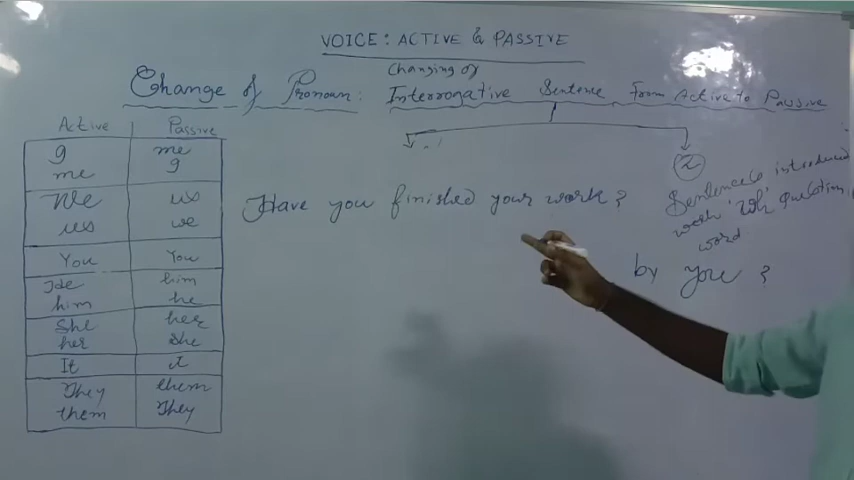 VOICE: ACTIVE & PASSIVE
Change of Pronoun:
Changing of
Interrogative Sentence From Active to Passive
Active Passive
I me
me I
We us
us we
You You
He him
him he
She her
her She
It it
They them
them They
Have you finished your work?
by you ?
2
Sentence introduced
with 'Wh' question
word